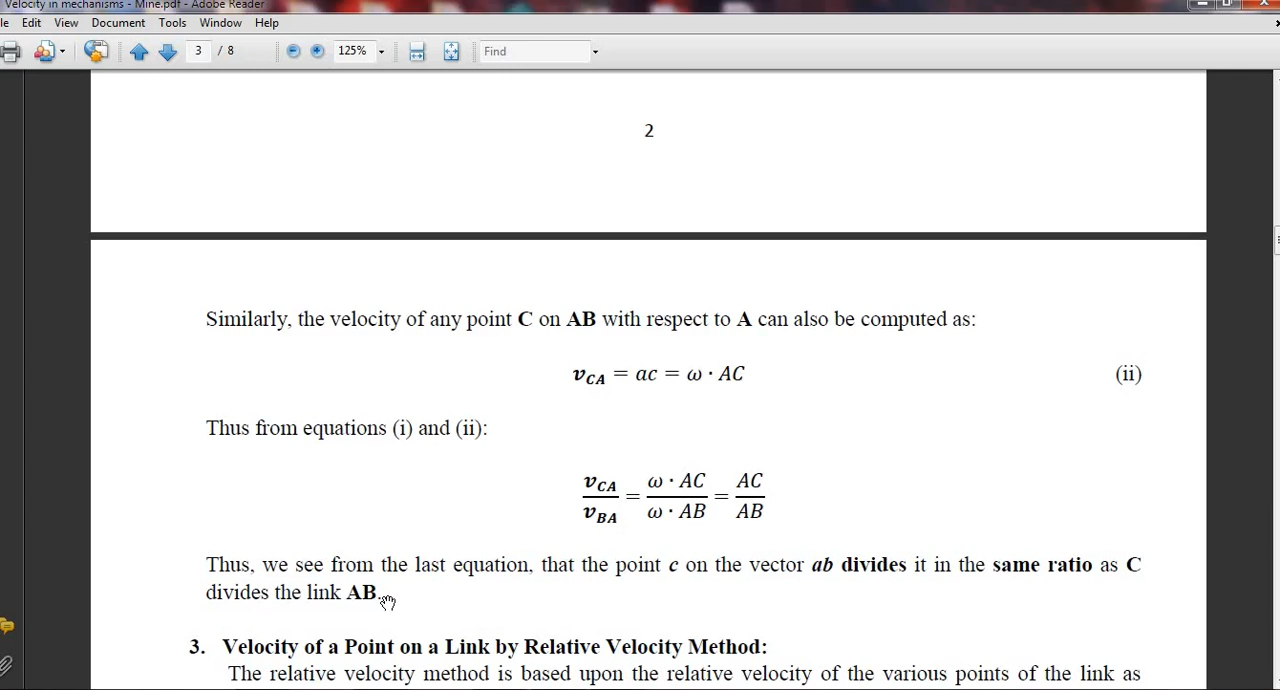 Velocity in mechanisms - Mine.pdf - Adobe Reader
Edit View Document Tools Window Help
3 / 8 125% Find
2
Similarly, the velocity of any point C on AB with respect to A can also be computed as:
v_CA = ac = ω · AC (ii)
Thus from equations (i) and (ii):
v_CA / v_BA = ω · AC / ω · AB = AC / AB
Thus, we see from the last equation, that the point c on the vector ab divides it in the same ratio as C
divides the link AB.
3. Velocity of a Point on a Link by Relative Velocity Method:
The relative velocity method is based upon the relative velocity of the various points of the link as